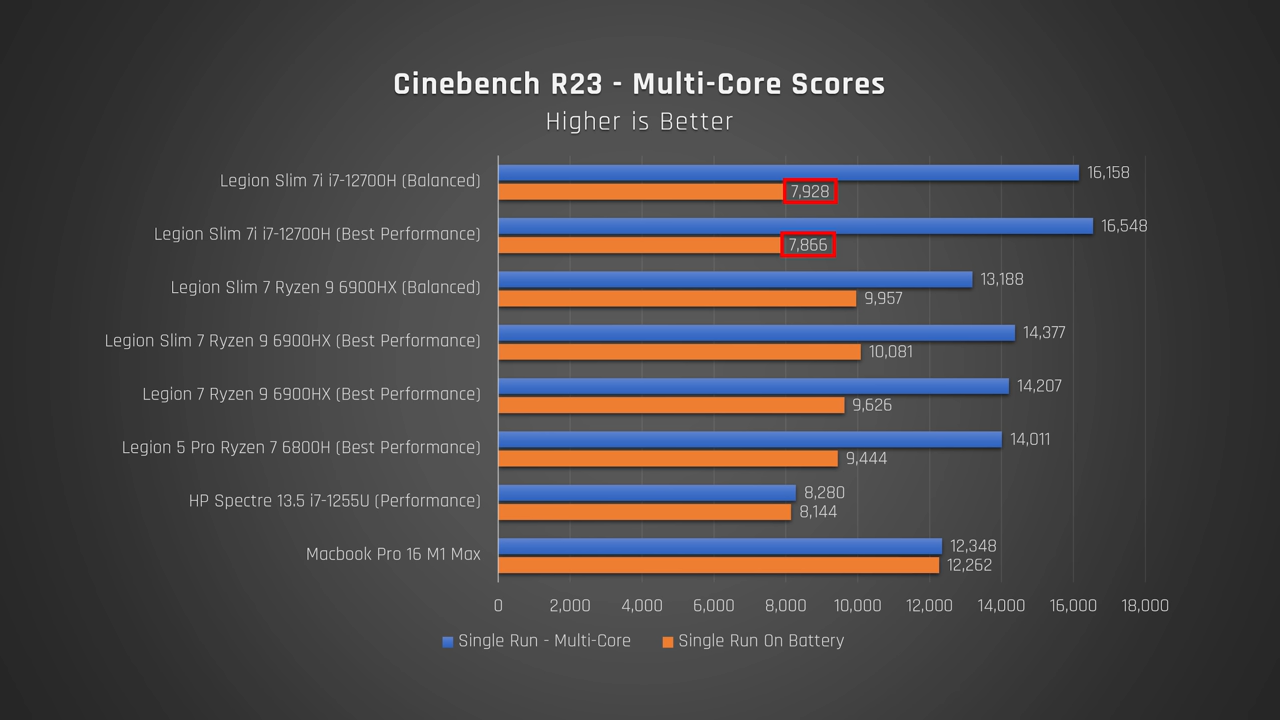 Cinebench R23 - Multi-Core Scores
Higher is Better
Legion Slim 7i i7-12700H (Balanced)
16,158
7,928
Legion Slim 7i i7-12700H (Best Performance)
16,548
7,866
Legion Slim 7 Ryzen 9 6900HX (Balanced)
13,188
9,957
Legion Slim 7 Ryzen 9 6900HX (Best Performance)
14,377
10,081
Legion 7 Ryzen 9 6900HX (Best Performance)
14,207
9,626
Legion 5 Pro Ryzen 7 6800H (Best Performance)
14,011
9,444
HP Spectre 13.5 i7-1255U (Performance)
8,280
8,144
Macbook Pro 16 M1 Max
12,348
12,262
0 2,000 4,000 6,000 8,000 10,000 12,000 14,000 16,000 18,000
Single Run - Multi-Core Single Run On Battery